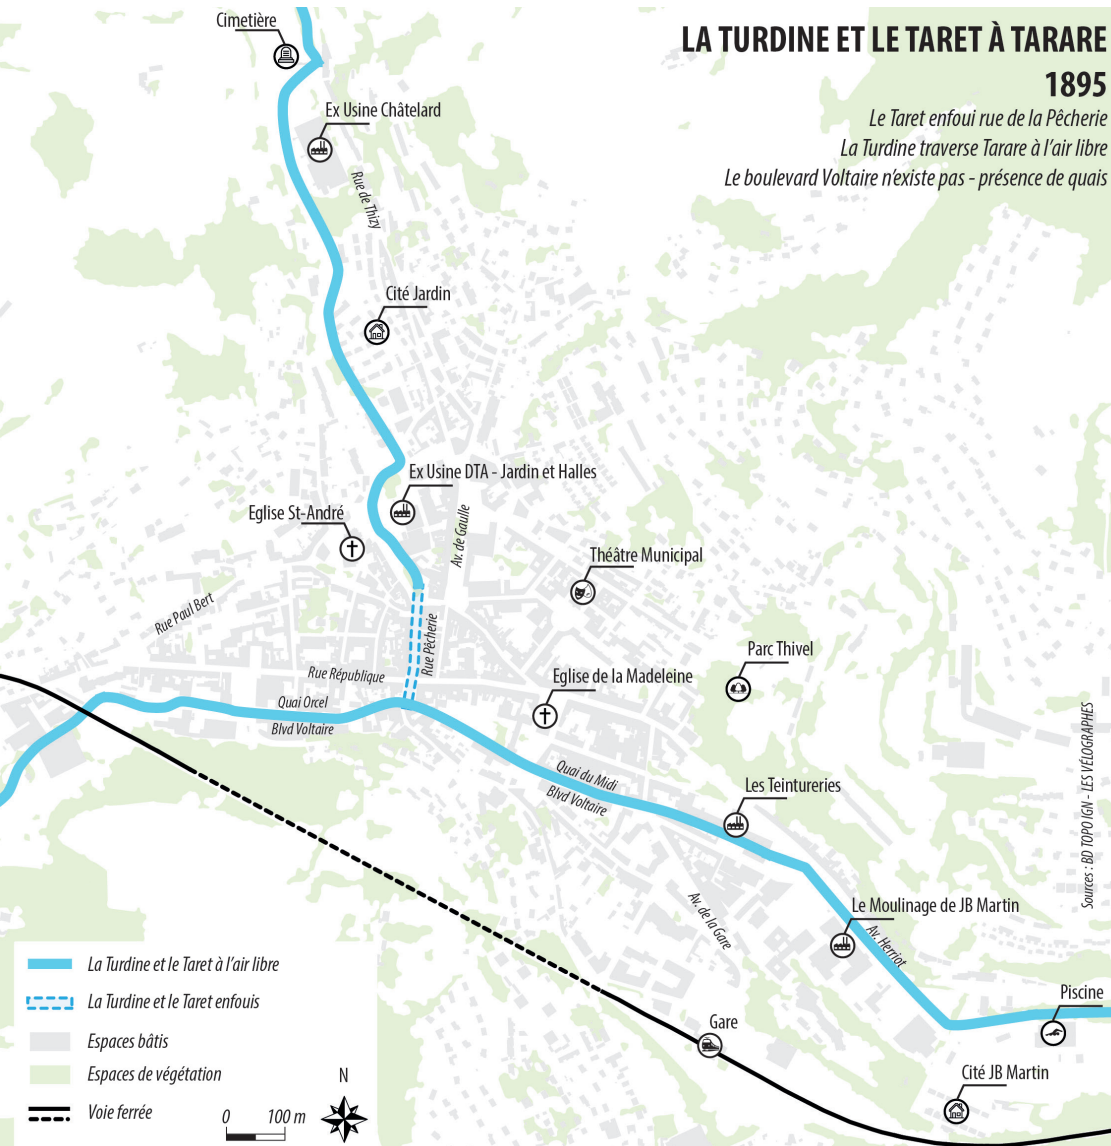 LA TURDINE ET LE TARET À TARARE
1895
Le Taret enfoui rue de la Pêcherie
La Turdine traverse Tarare à l'air libre
Le boulevard Voltaire n'existe pas - présence de quais
Cimetière
Ex Usine Châtelard
Rue de Thizy
Cité Jardin
Ex Usine DTA - Jardin et Halles
Eglise St-André
Av. de Gaulle
Théâtre Municipal
Rue Paul Bert
Rue Pêcherie
Parc Thivel
Rue République
Eglise de la Madeleine
Quai Orcel
Blvd Voltaire
Quai du Midi
Blvd Voltaire
Les Teintureries
Sources : BD TOPO IGN - LES VÉLOGRAPHES
Av. de la Gare
Le Moulinage de JB Martin
Av. Herriot
Piscine
Gare
Cité JB Martin
La Turdine et le Taret à l'air libre
La Turdine et le Taret enfouis
Espaces bâtis
Espaces de végétation
Voie ferrée
0 100 m
N